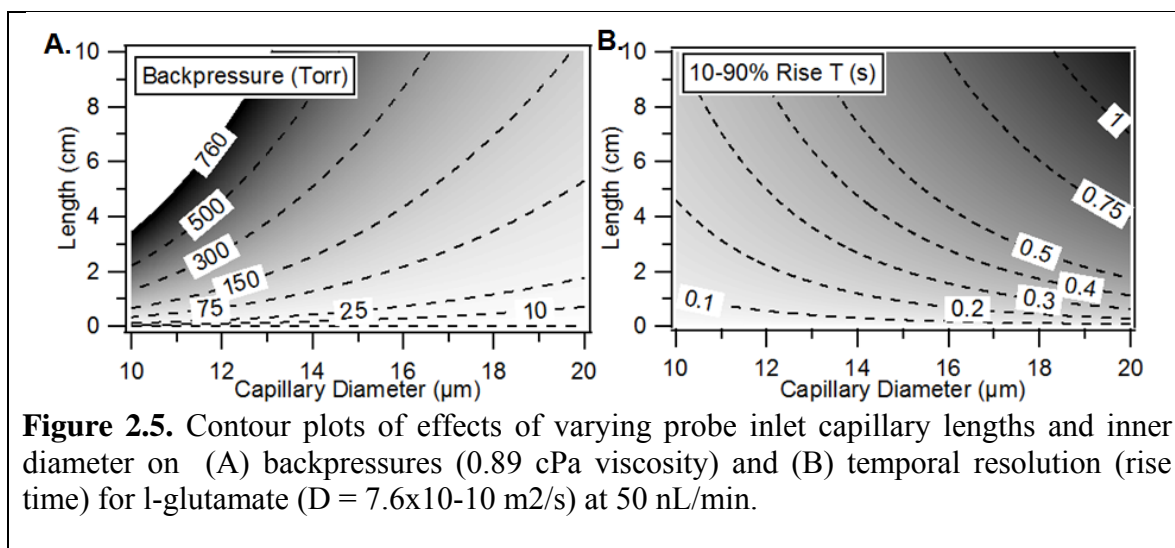 A.
Backpressure (Torr)
10
8
6
4
2
0
Length (cm)
760
500
300
150
75
25
10
10 12 14 16 18 20
Capillary Diameter (µm)
B.
10-90% Rise T (s)
10
8
6
4
2
0
Length (cm)
1
0.75
0.5
0.4
0.3
0.2
0.1
10 12 14 16 18 20
Capillary Diameter (µm)
Figure 2.5. Contour plots of effects of varying probe inlet capillary lengths and inner
diameter on (A) backpressures (0.89 cPa viscosity) and (B) temporal resolution (rise
time) for l-glutamate (D = 7.6x10-10 m2/s) at 50 nL/min.